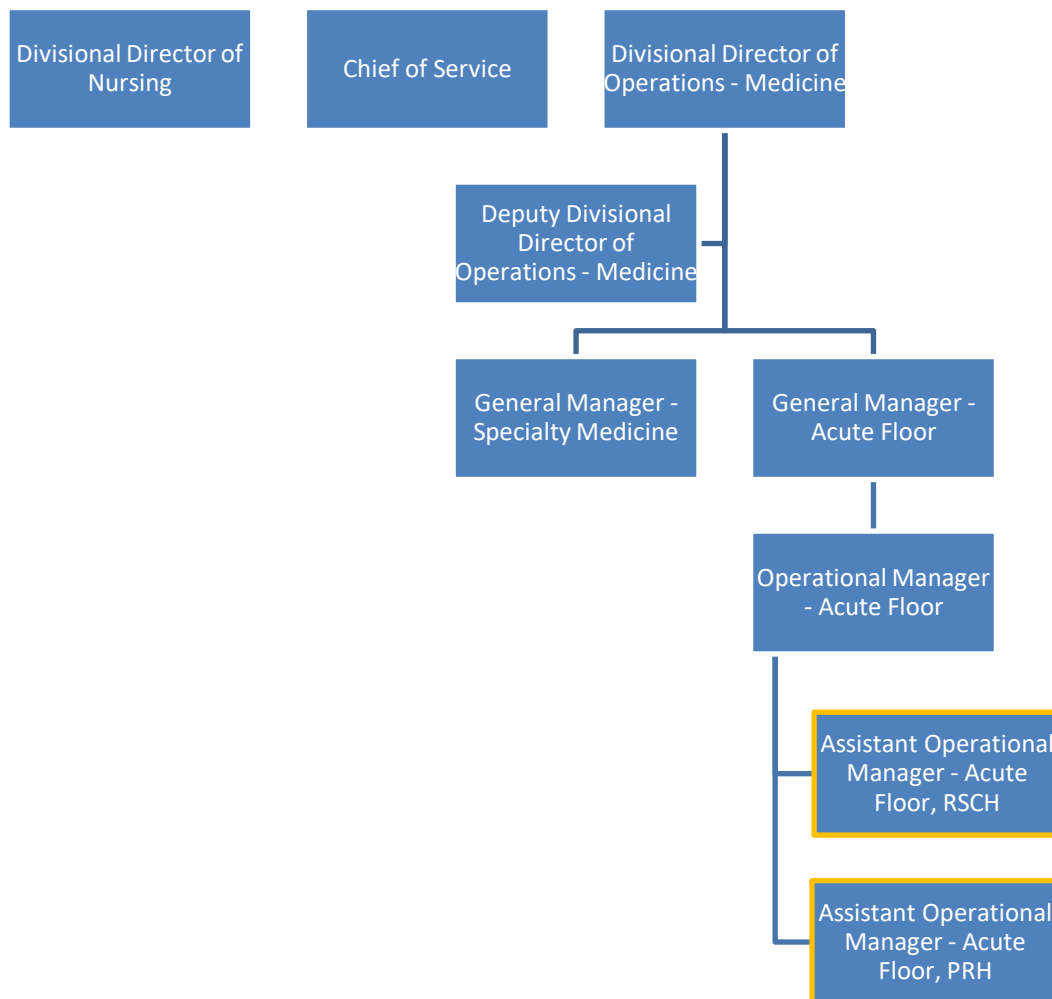 Divisional Director of
Nursing
Chief of Service
Divisional Director of
Operations - Medicine
Deputy Divisional
Director of
Operations - Medicine
General Manager -
Specialty Medicine
General Manager -
Acute Floor
Operational Manager
- Acute Floor
Assistant Operational
Manager - Acute
Floor, RSCH
Assistant Operational
Manager - Acute
Floor, PRH